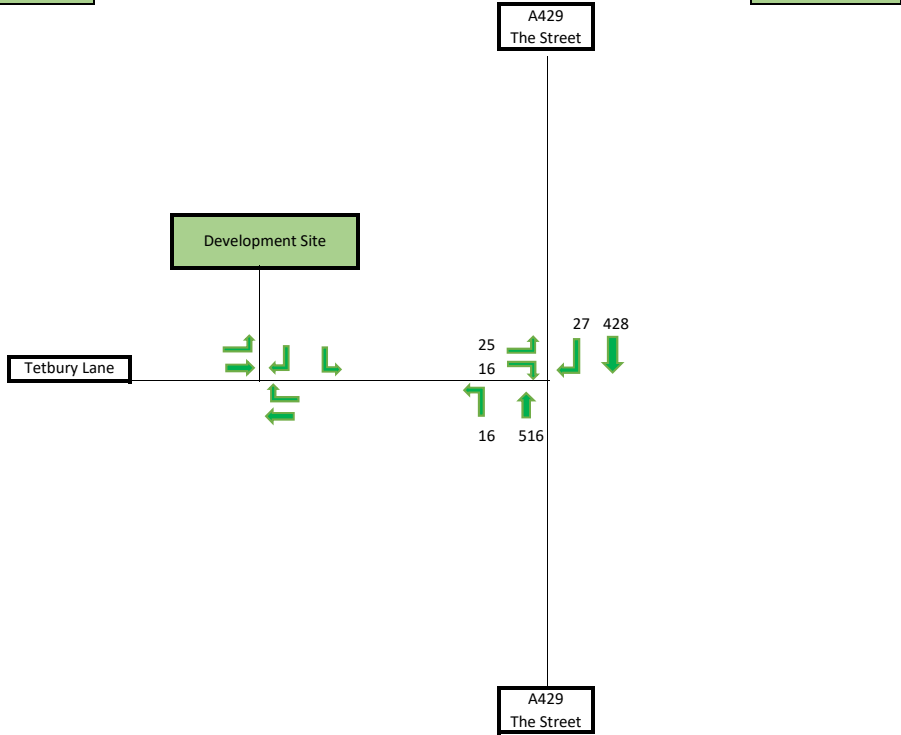 A429
The Street
Development Site
27 428
25
Tetbury Lane
16
16 516
A429
The Street